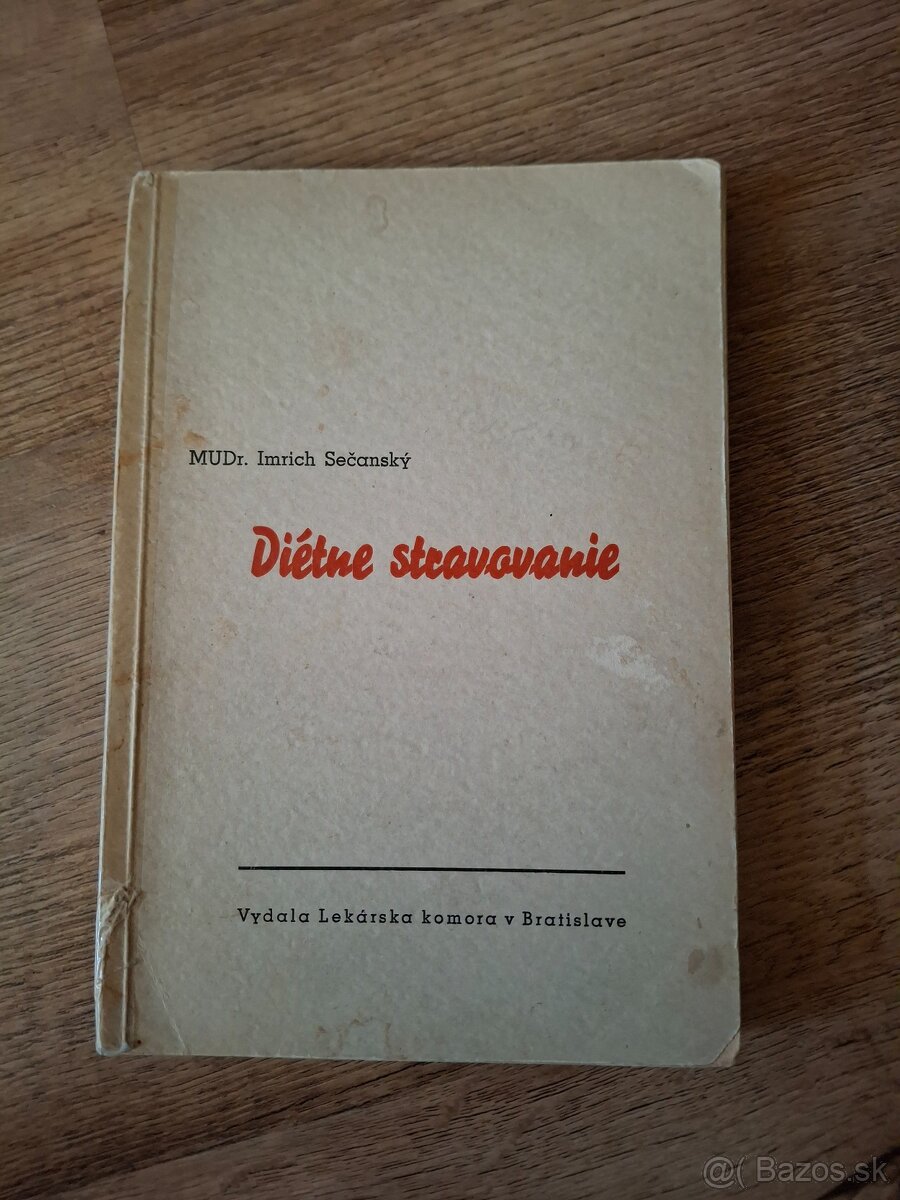 MUDr. Imrich Sečanský
Diétne stravovanie
Vydala Lekárska komora v Bratislave
@( Bazos.sk